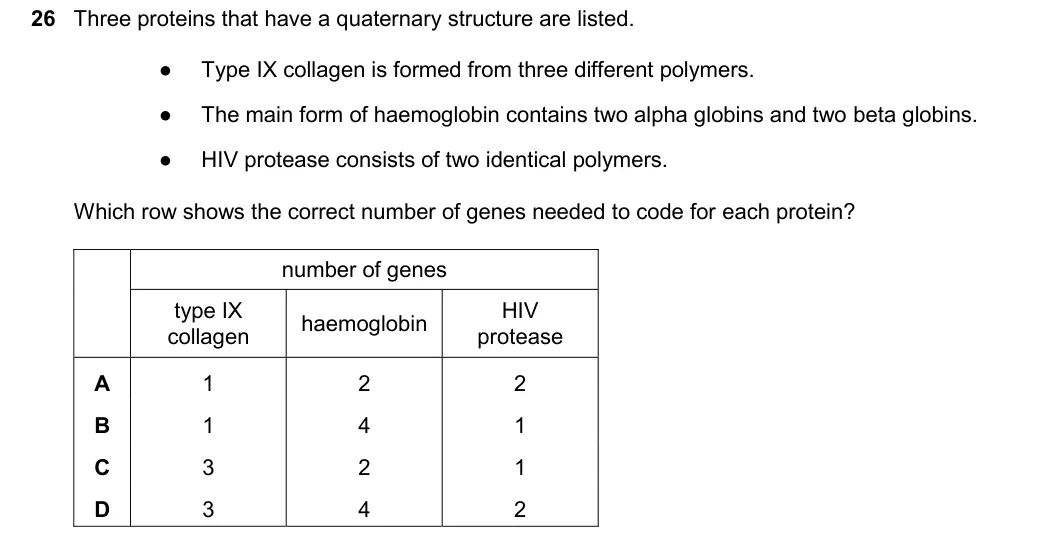 26 Three proteins that have a quaternary structure are listed.
● Type IX collagen is formed from three different polymers.
● The main form of haemoglobin contains two alpha globins and two beta globins.
● HIV protease consists of two identical polymers.
Which row shows the correct number of genes needed to code for each protein?
number of genes
type IX collagen haemoglobin HIV protease
A 1 2 2
B 1 4 1
C 3 2 1
D 3 4 2